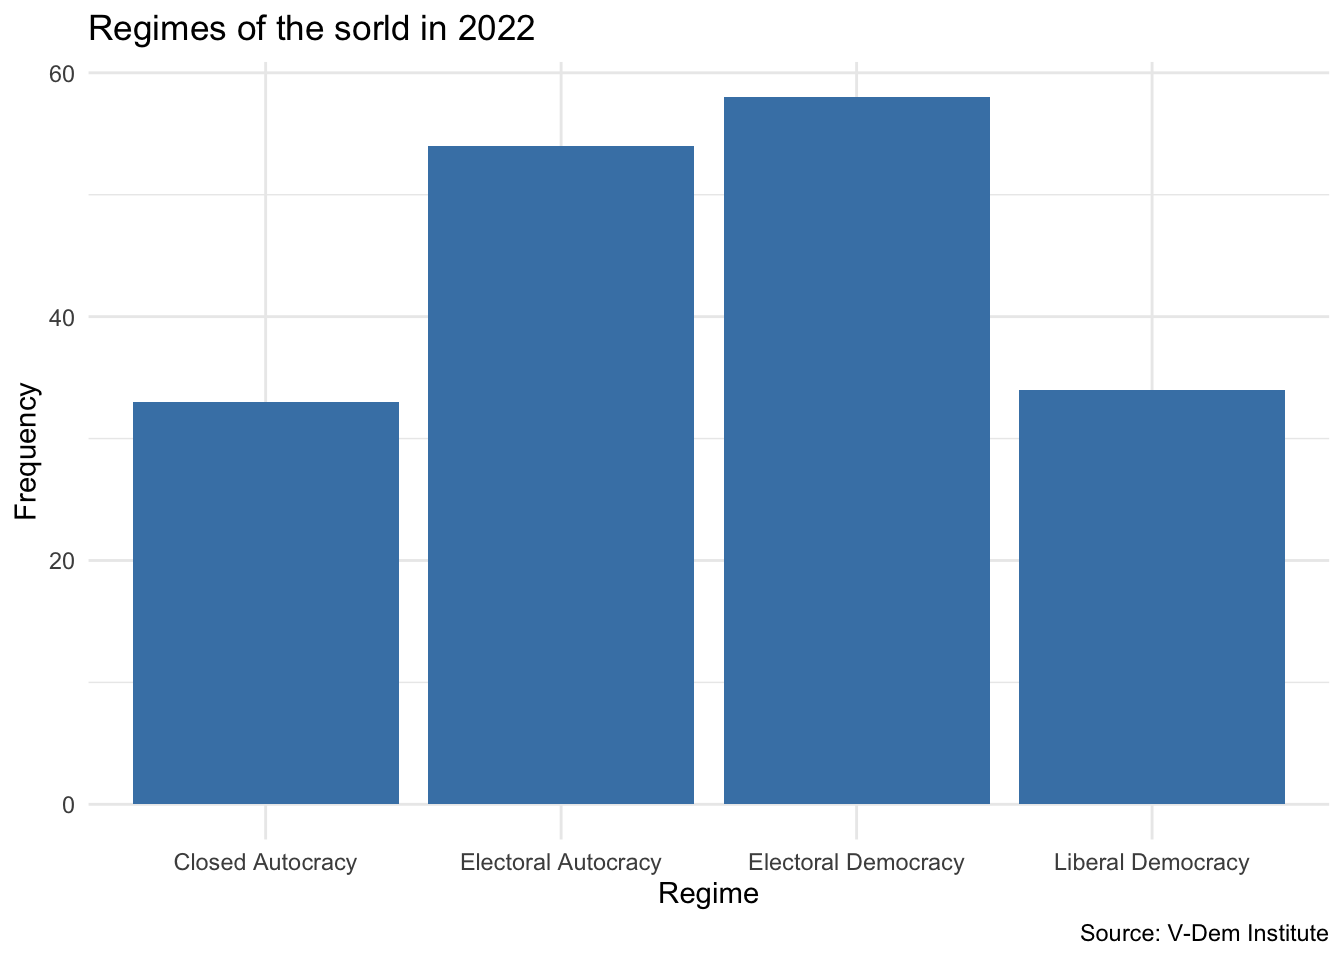 Regimes of the sorld in 2022
60
40
20
0
Frequency
Closed Autocracy
Electoral Autocracy
Electoral Democracy
Liberal Democracy
Regime
Source: V-Dem Institute